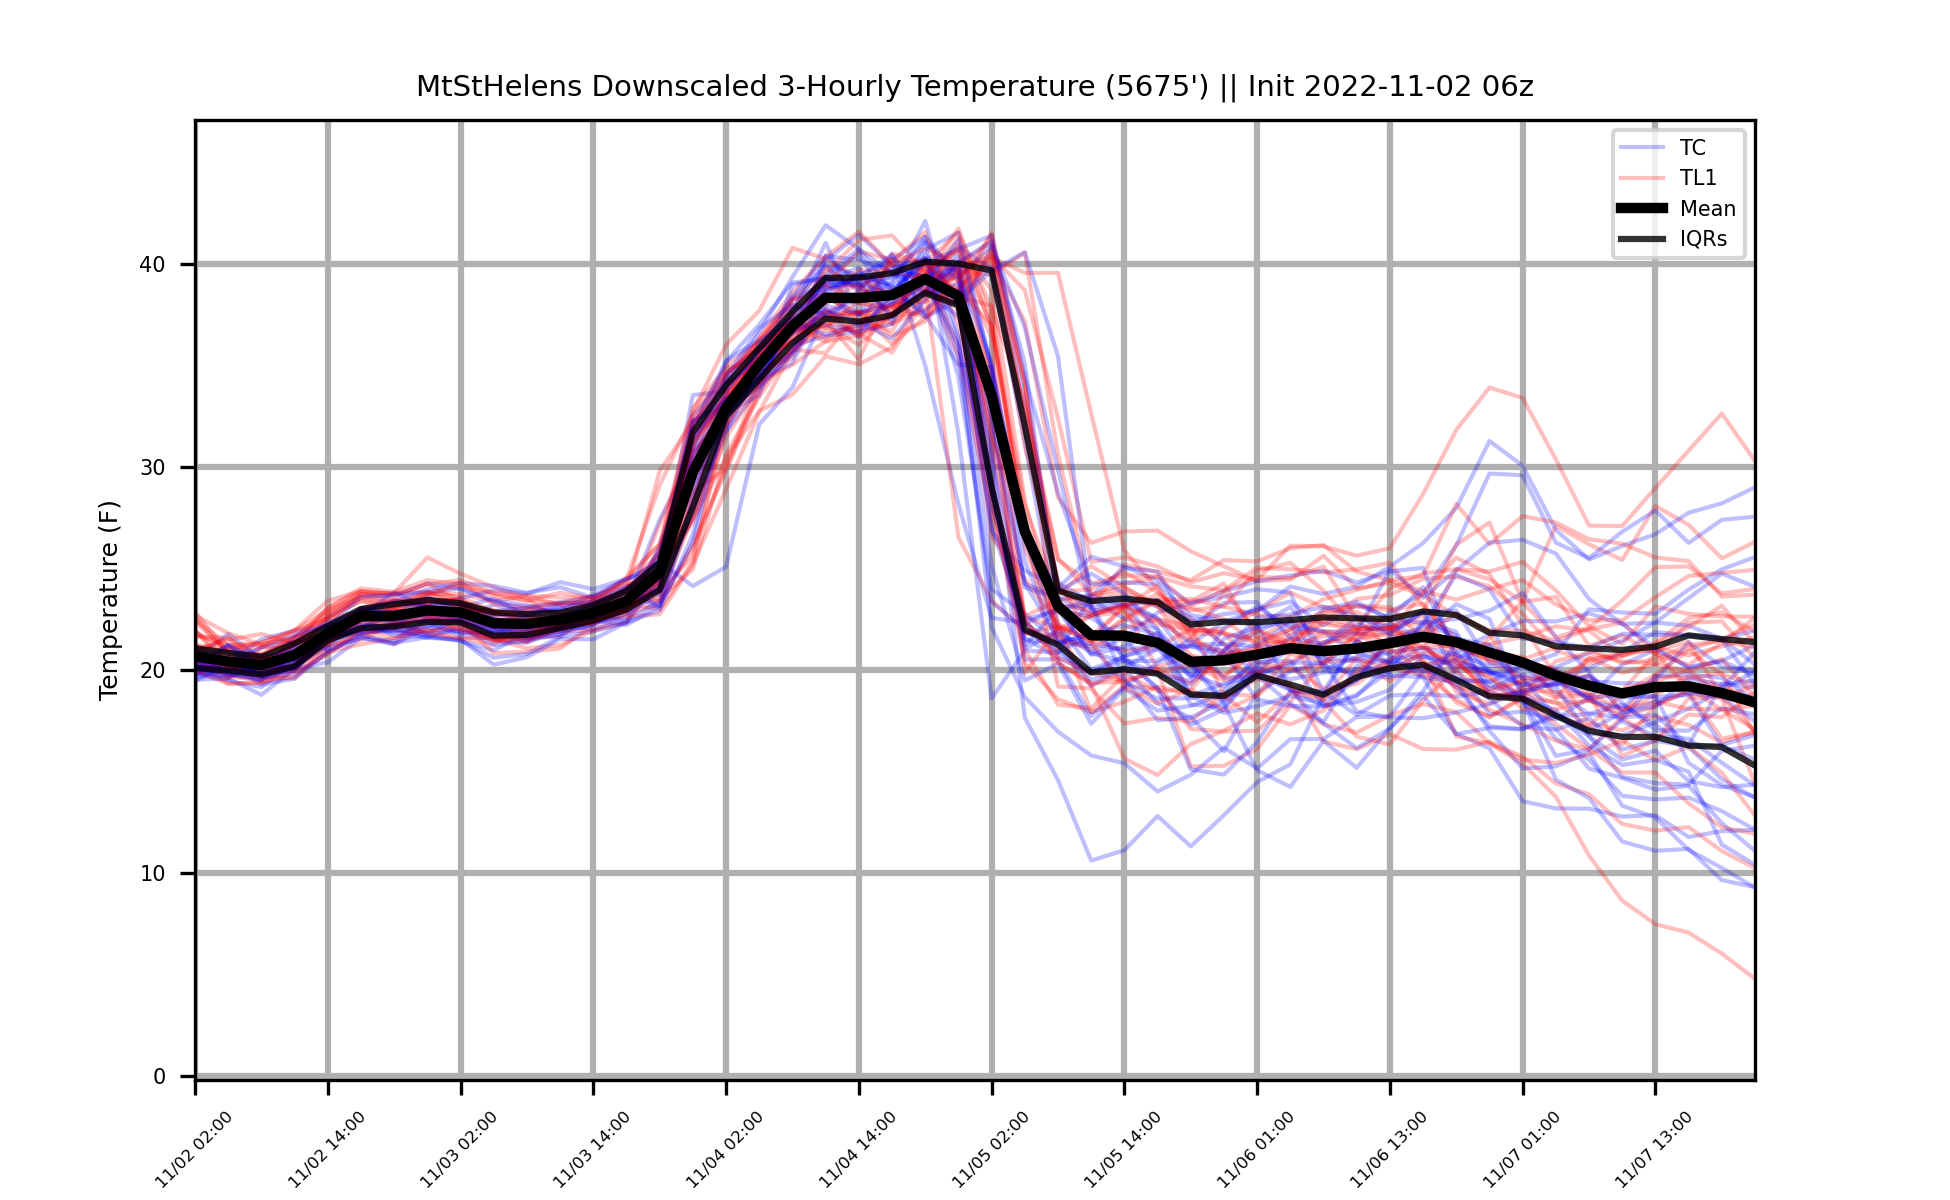 MtStHelens Downscaled 3-Hourly Temperature (5675') || Init 2022-11-02 06z
TC
TL1
Mean
IQRs
Temperature (F)
40
30
20
10
0
11/02 02:00
11/02 14:00
11/03 02:00
11/03 14:00
11/04 02:00
11/04 14:00
11/05 02:00
11/05 14:00
11/06 01:00
11/06 13:00
11/07 01:00
11/07 13:00